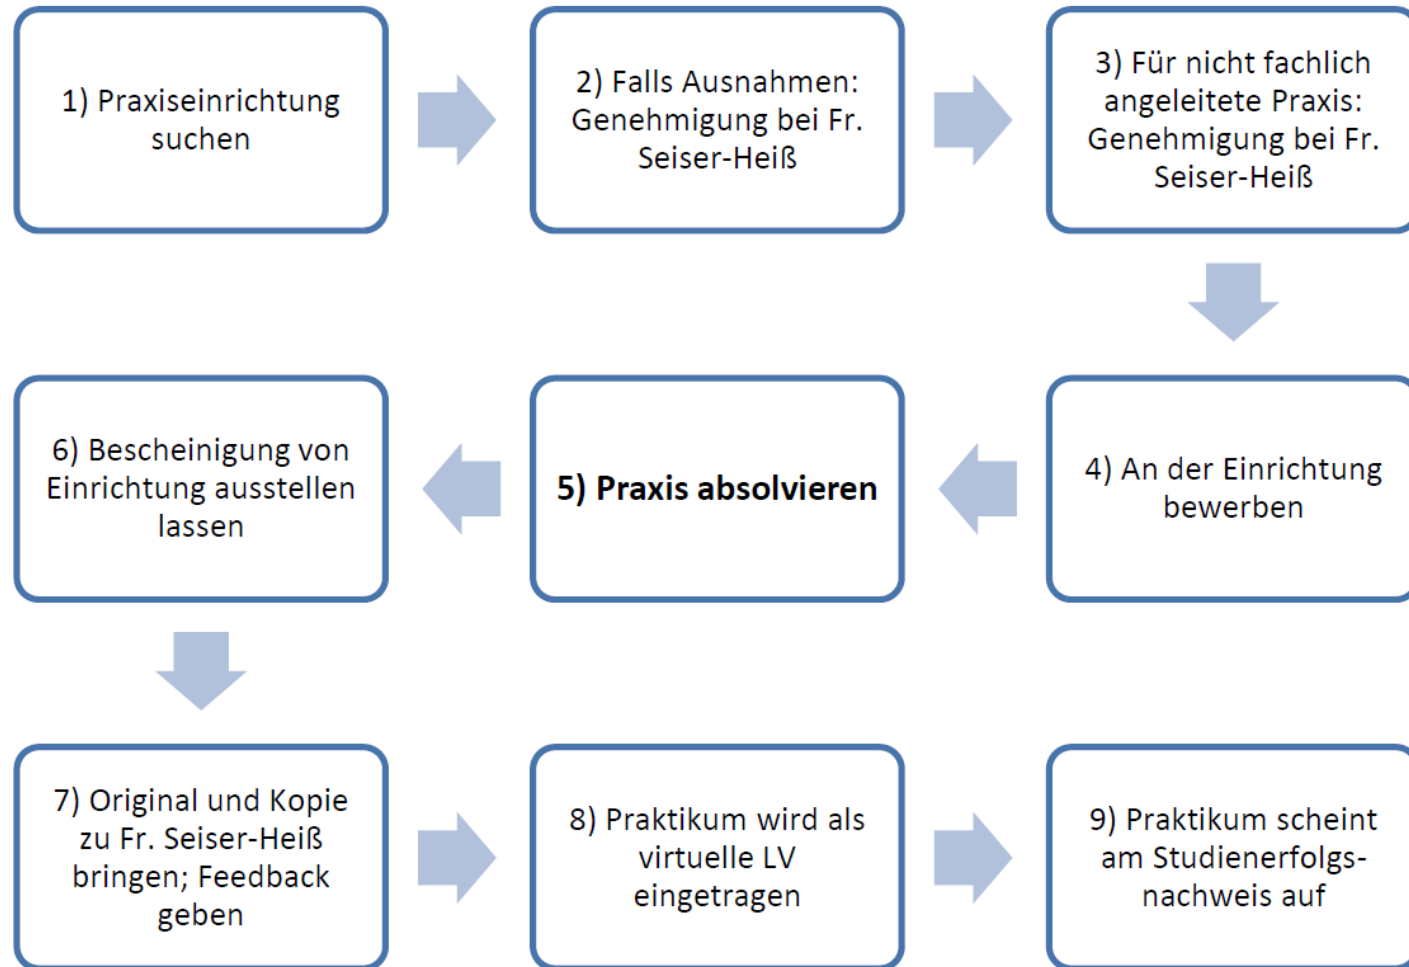 1) Praxiseinrichtung
suchen
2) Falls Ausnahmen:
Genehmigung bei Fr.
Seiser-Heiß
3) Für nicht fachlich
angeleitete Praxis:
Genehmigung bei Fr.
Seiser-Heiß
4) An der Einrichtung
bewerben
5) Praxis absolvieren
6) Bescheinigung von
Einrichtung ausstellen
lassen
7) Original und Kopie
zu Fr. Seiser-Heiß
bringen; Feedback
geben
8) Praktikum wird als
virtuelle LV
eingetragen
9) Praktikum scheint
am Studienerfolgs-
nachweis auf